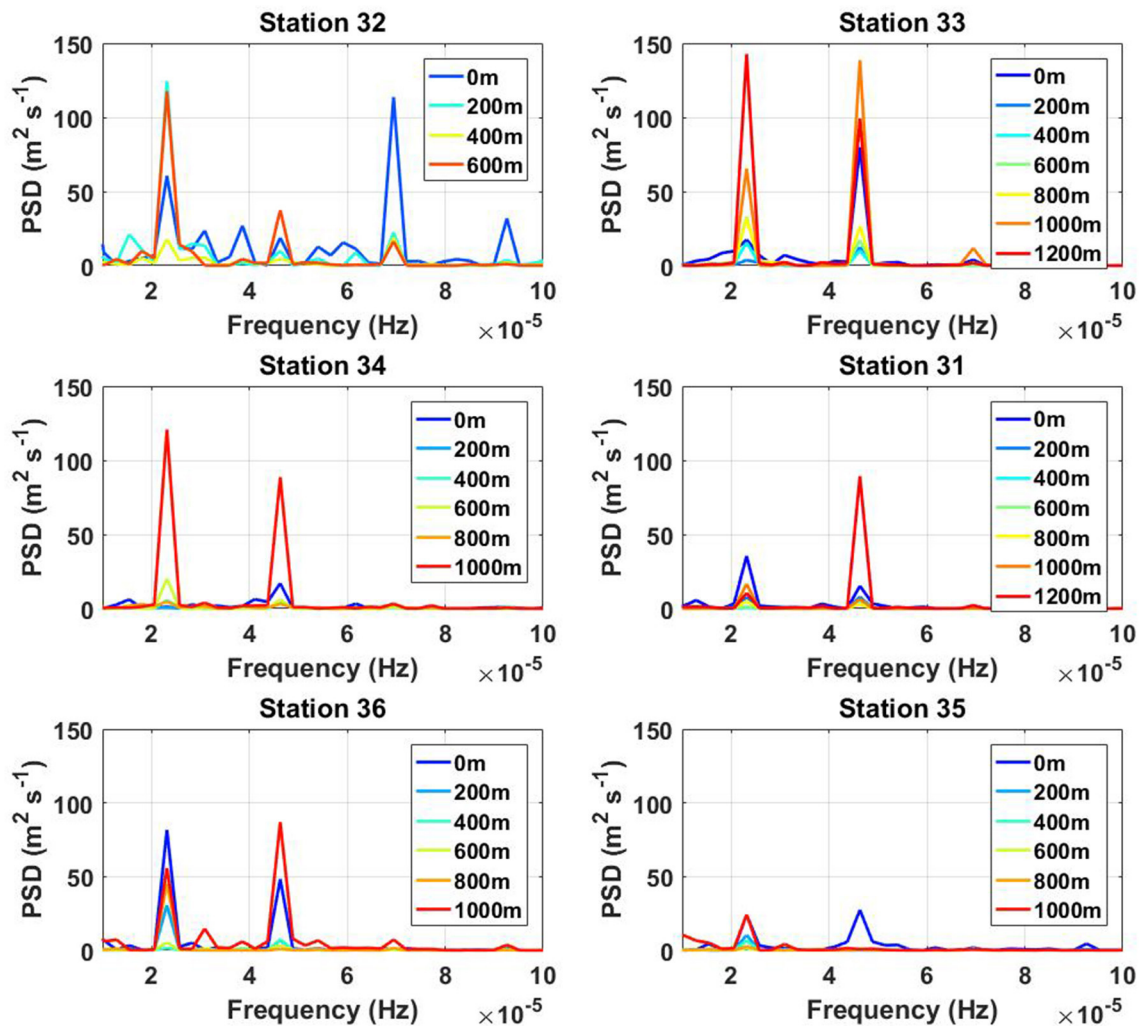 Station 32
PSD (m² s⁻¹)
150
100
50
0
0m
200m
400m
600m
2 4 6 8 10
Frequency (Hz) ×10⁻⁵
Station 33
PSD (m² s⁻¹)
150
100
50
0
0m
200m
400m
600m
800m
1000m
1200m
2 4 6 8 10
Frequency (Hz) ×10⁻⁵
Station 34
PSD (m² s⁻¹)
150
100
50
0
0m
200m
400m
600m
800m
1000m
2 4 6 8 10
Frequency (Hz) ×10⁻⁵
Station 31
PSD (m² s⁻¹)
150
100
50
0
0m
200m
400m
600m
800m
1000m
1200m
2 4 6 8 10
Frequency (Hz) ×10⁻⁵
Station 36
PSD (m² s⁻¹)
150
100
50
0
0m
200m
400m
600m
800m
1000m
2 4 6 8 10
Frequency (Hz) ×10⁻⁵
Station 35
PSD (m² s⁻¹)
150
100
50
0
0m
200m
400m
600m
800m
1000m
2 4 6 8 10
Frequency (Hz) ×10⁻⁵